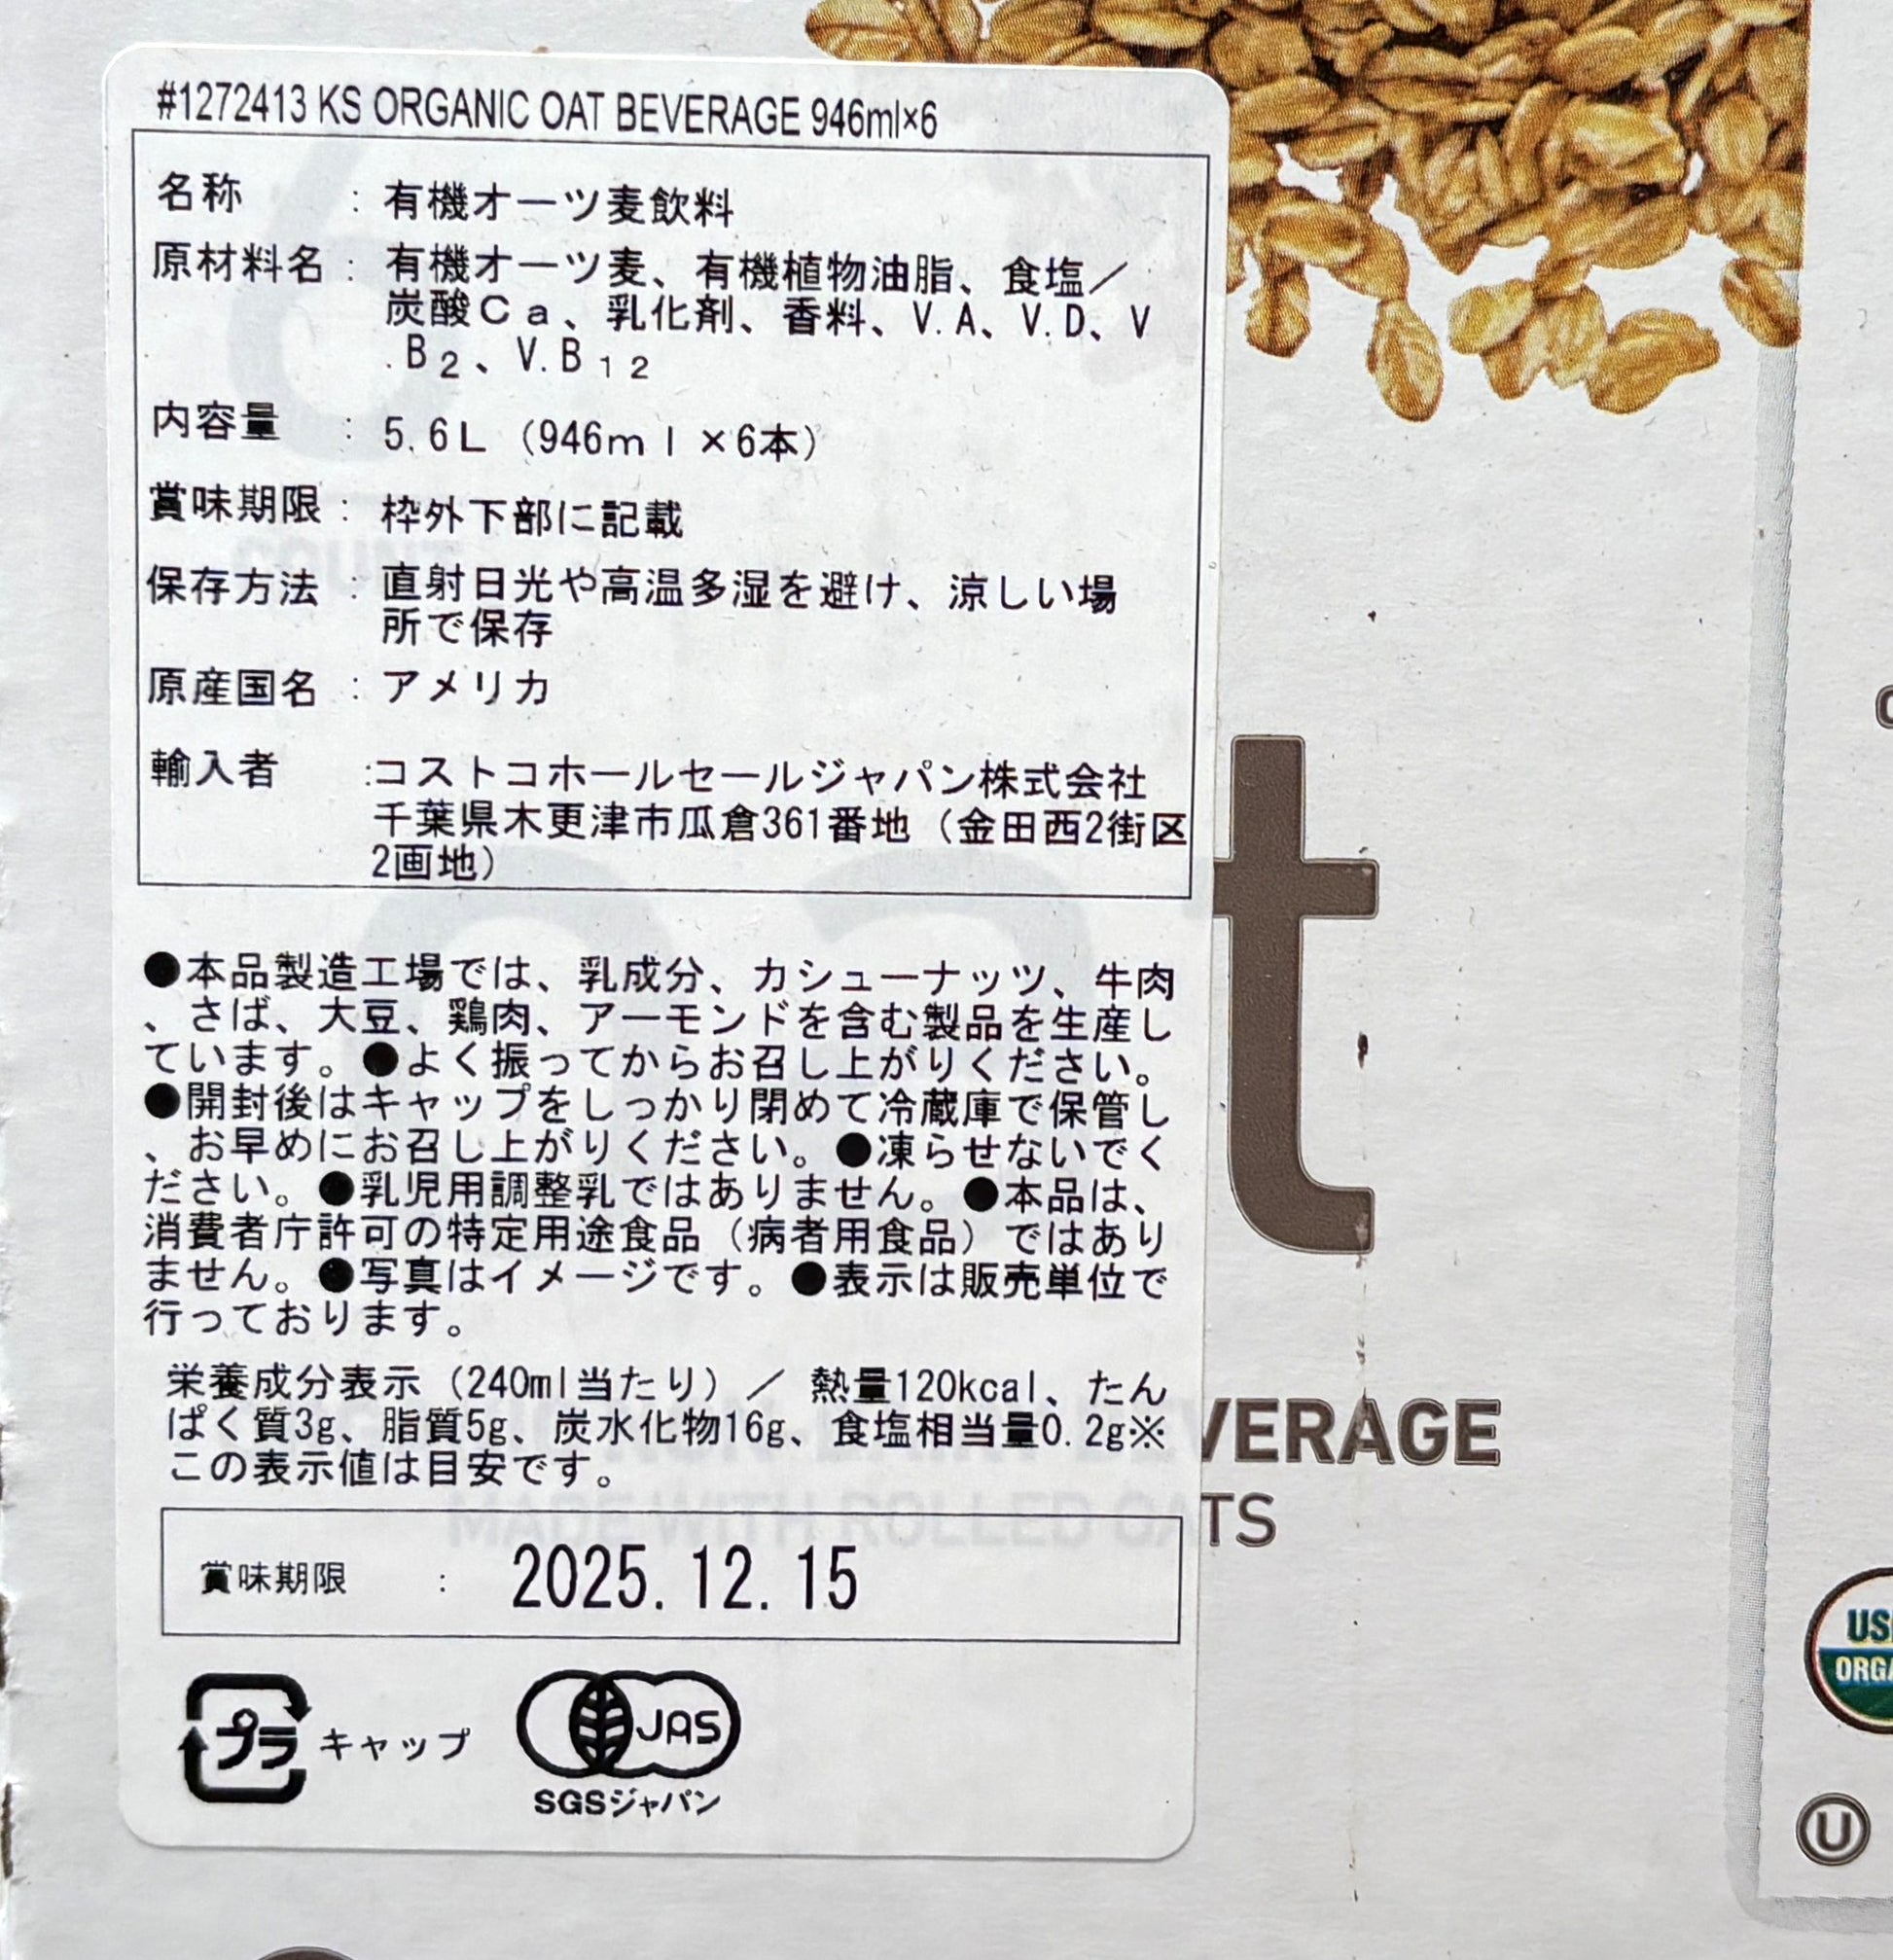 #1272413 KS ORGANIC OAT BEVERAGE 946ml×6
名称 : 有機オーツ麦飲料
原材料名 : 有機オーツ麦、有機植物油脂、食塩／
炭酸Ca、乳化剤、香料、V.A、V.D、V
.B2、V.B12
内容量 : 5.6L（946ml×6本）
賞味期限 : 枠外下部に記載
保存方法 : 直射日光や高温多湿を避け、涼しい場
所で保存
原産国名 : アメリカ
輸入者 :コストコホールセールジャパン株式会社
千葉県木更津市瓜倉361番地（金田西2街区
2画地）
●本品製造工場では、乳成分、カシューナッツ、牛肉
、さば、大豆、鶏肉、アーモンドを含む製品を生産し
ています。●よく振ってからお召し上がりください。
●開封後はキャップをしっかり閉めて冷蔵庫で保管し
、お早めにお召し上がりください。●凍らせないでく
ださい。●乳児用調整乳ではありません。●本品は、
消費者庁許可の特定用途食品（病者用食品）ではあり
ません。●写真はイメージです。●表示は販売単位で
行っております。
栄養成分表示（240ml当たり）／ 熱量120kcal、たん
ぱく質3g、脂質5g、炭水化物16g、食塩相当量0.2g※
この表示値は目安です。
賞味期限 : 2025.12.15
プラ キャップ
JAS
SGSジャパン
t
VERAGE
MADE WITH ROLLED OATS
USDA
ORGANIC
U